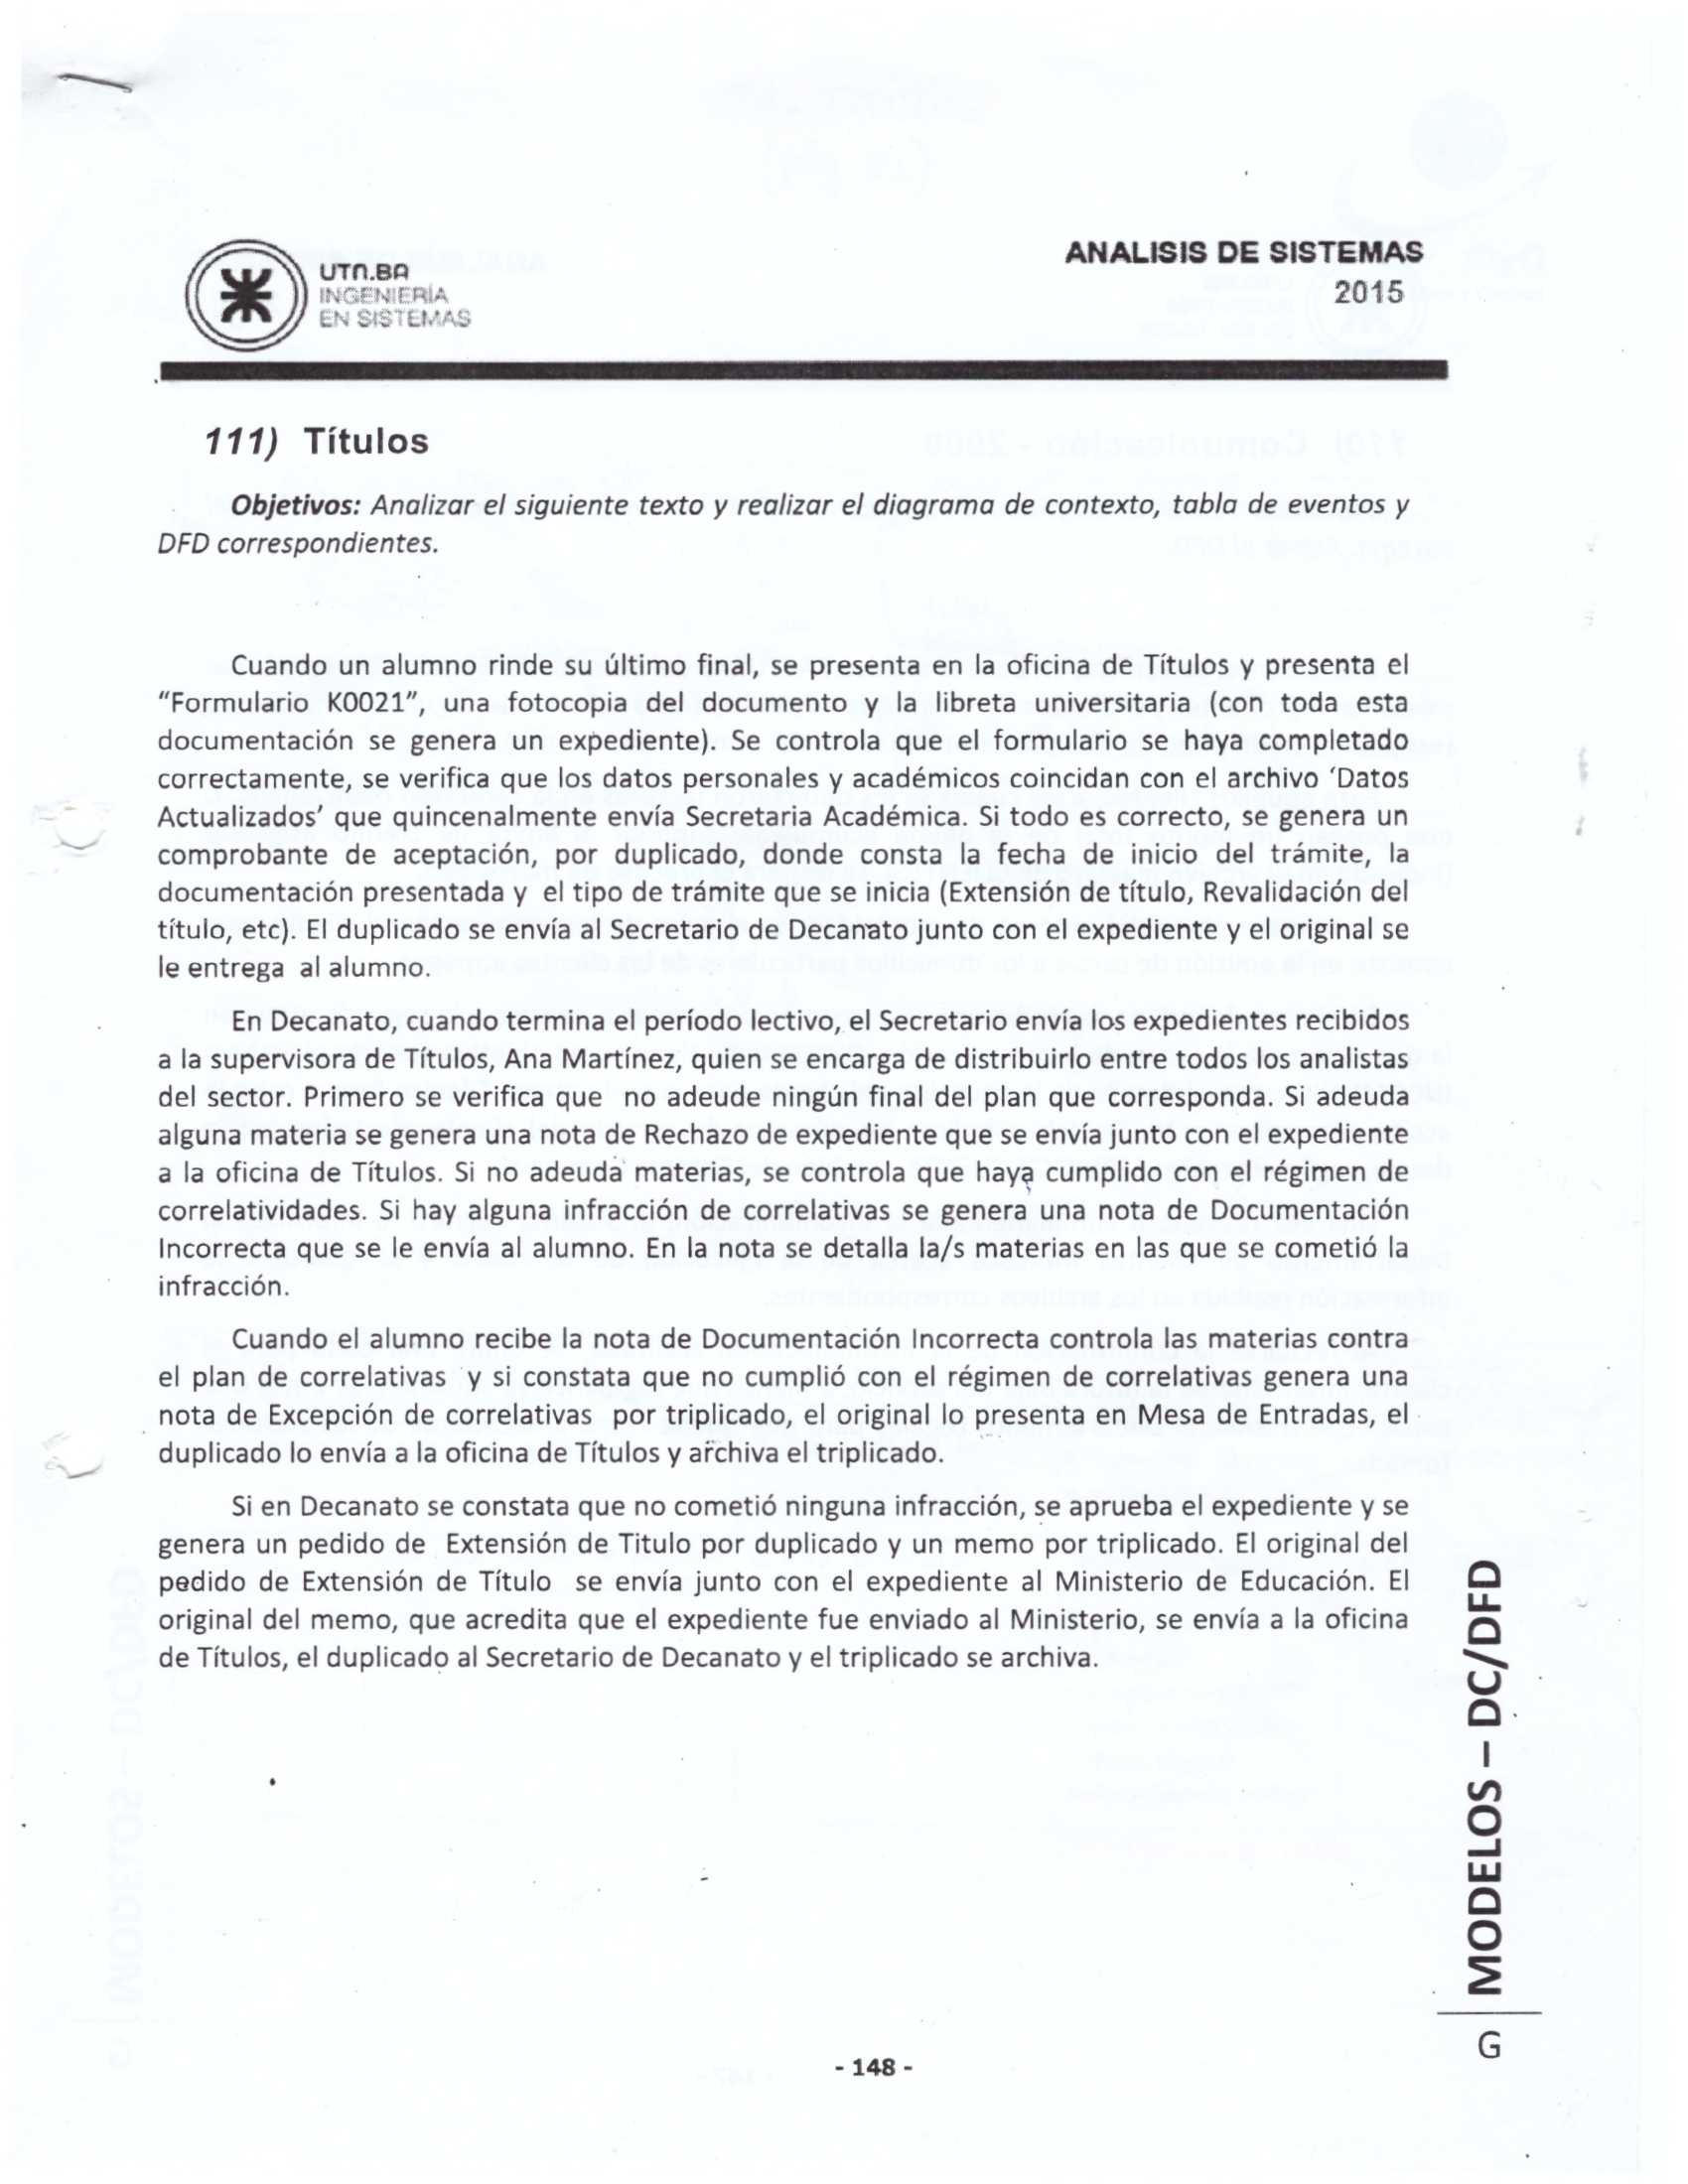 UTN.BA
INGENIERÍA
EN SISTEMAS
ANALISIS DE SISTEMAS
2015
111) Títulos
Objetivos: Analizar el siguiente texto y realizar el diagrama de contexto, tabla de eventos y
DFD correspondientes.
Cuando un alumno rinde su último final, se presenta en la oficina de Títulos y presenta el
“Formulario K0021”, una fotocopia del documento y la libreta universitaria (con toda esta
documentación se genera un expediente). Se controla que el formulario se haya completado
correctamente, se verifica que los datos personales y académicos coincidan con el archivo ‘Datos
Actualizados’ que quincenalmente envía Secretaria Académica. Si todo es correcto, se genera un
comprobante de aceptación, por duplicado, donde consta la fecha de inicio del trámite, la
documentación presentada y el tipo de trámite que se inicia (Extensión de título, Revalidación del
título, etc). El duplicado se envía al Secretario de Decanato junto con el expediente y el original se
le entrega al alumno.
En Decanato, cuando termina el período lectivo, el Secretario envía los expedientes recibidos
a la supervisora de Títulos, Ana Martínez, quien se encarga de distribuirlo entre todos los analistas
del sector. Primero se verifica que no adeude ningún final del plan que corresponda. Si adeuda
alguna materia se genera una nota de Rechazo de expediente que se envía junto con el expediente
a la oficina de Títulos. Si no adeuda materias, se controla que haya cumplido con el régimen de
correlatividades. Si hay alguna infracción de correlativas se genera una nota de Documentación
Incorrecta que se le envía al alumno. En la nota se detalla la/s materias en las que se cometió la
infracción.
Cuando el alumno recibe la nota de Documentación Incorrecta controla las materias contra
el plan de correlativas y si constata que no cumplió con el régimen de correlativas genera una
nota de Excepción de correlativas por triplicado, el original lo presenta en Mesa de Entradas, el
duplicado lo envía a la oficina de Títulos y archiva el triplicado.
Si en Decanato se constata que no cometió ninguna infracción, se aprueba el expediente y se
genera un pedido de Extensión de Titulo por duplicado y un memo por triplicado. El original del
pedido de Extensión de Título se envía junto con el expediente al Ministerio de Educación. El
original del memo, que acredita que el expediente fue enviado al Ministerio, se envía a la oficina
de Títulos, el duplicado al Secretario de Decanato y el triplicado se archiva.
MODELOS – DC/DFD
G
- 148 -